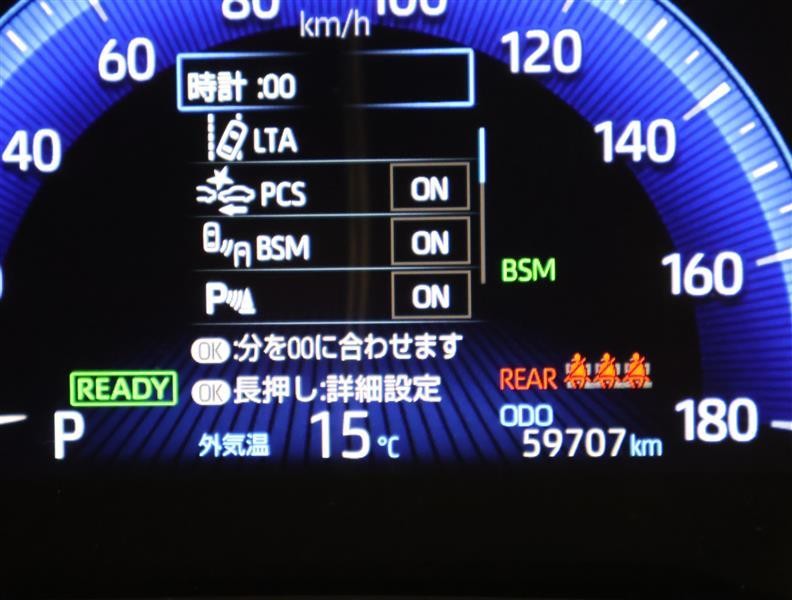 80
100
km/h
60
120
時計 :00
40
LTA
140
PCS ON
BSM ON
BSM
160
P ON
OK:分を00に合わせます
READY
OK長押し:詳細設定
REAR
ODO
P
外気温 15℃
59707km
180